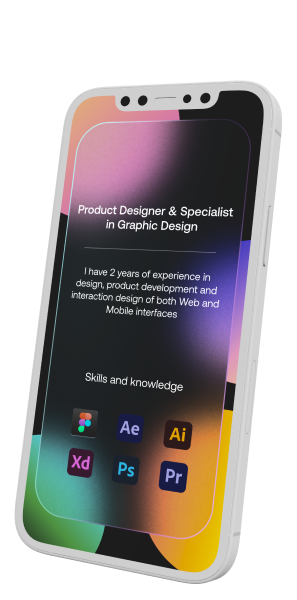 Product Designer & Specialist
in Graphic Design
I have 2 years of experience in
design, product development and
interaction design of both Web and
Mobile interfaces
Skills and knowledge
Ae
Ai
Xd
Ps
Pr